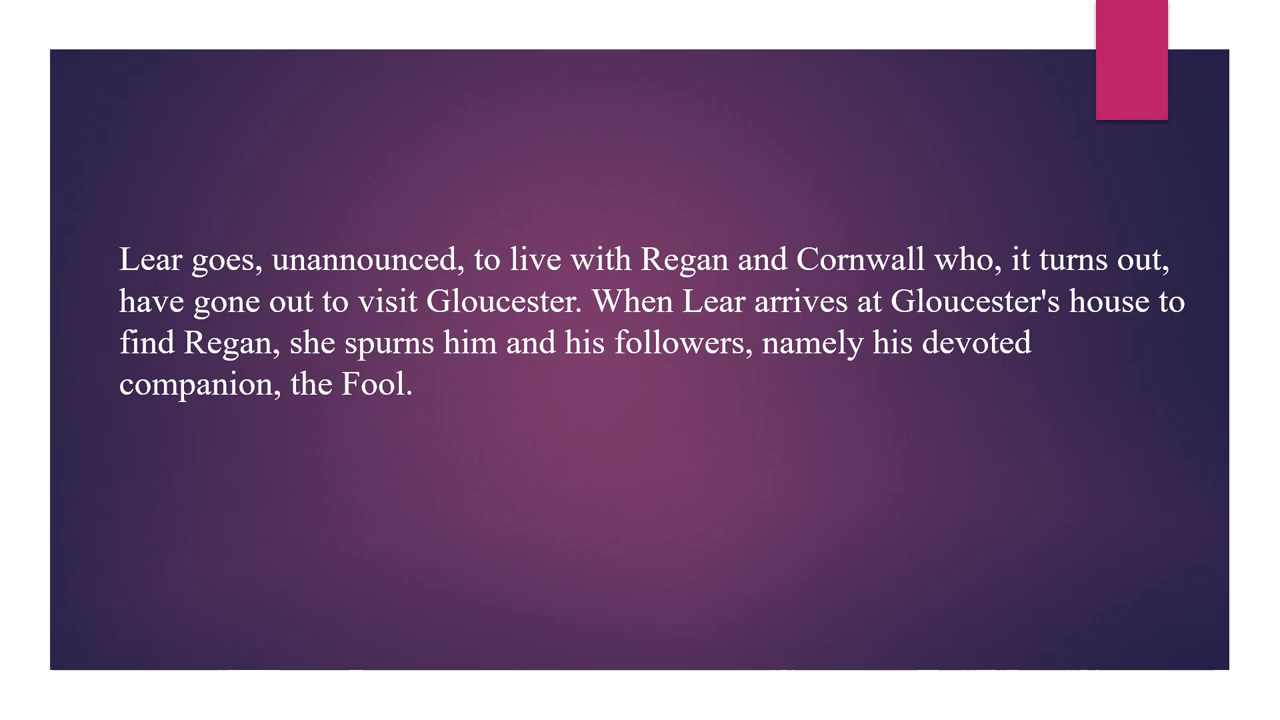 Lear goes, unannounced, to live with Regan and Cornwall who, it turns out,
have gone out to visit Gloucester. When Lear arrives at Gloucester's house to
find Regan, she spurns him and his followers, namely his devoted
companion, the Fool.